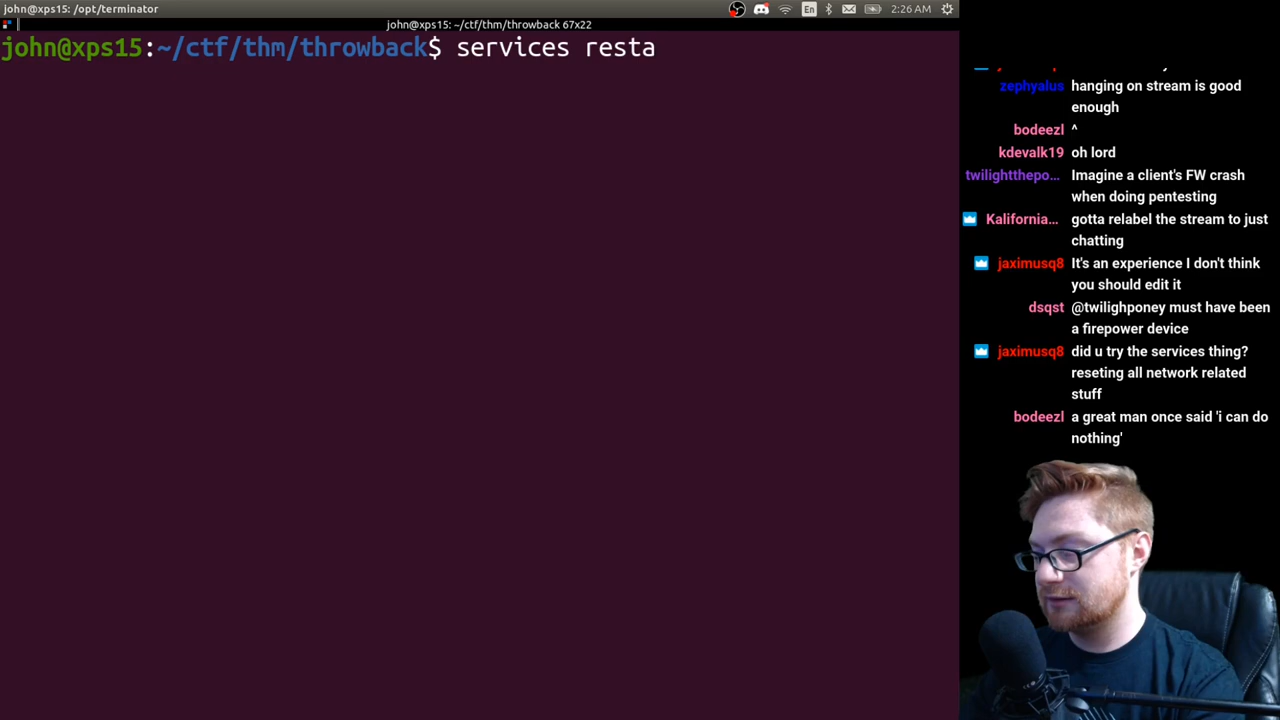 john@xps15: /opt/terminator
En
2:26 AM
john@xps15: ~/ctf/thm/throwback 67x22
john@xps15:~/ctf/thm/throwback$ services resta
zephyalus hanging on stream is good
enough
bodeezl ^
kdevalk19 oh lord
twilightthepo… Imagine a client's FW crash
when doing pentesting
Kalifornia… gotta relabel the stream to just
chatting
jaximusq8 It's an experience I don't think
you should edit it
dsqst @twilighponey must have been
a firepower device
jaximusq8 did u try the services thing?
reseting all network related
stuff
bodeezl a great man once said 'i can do
nothing'